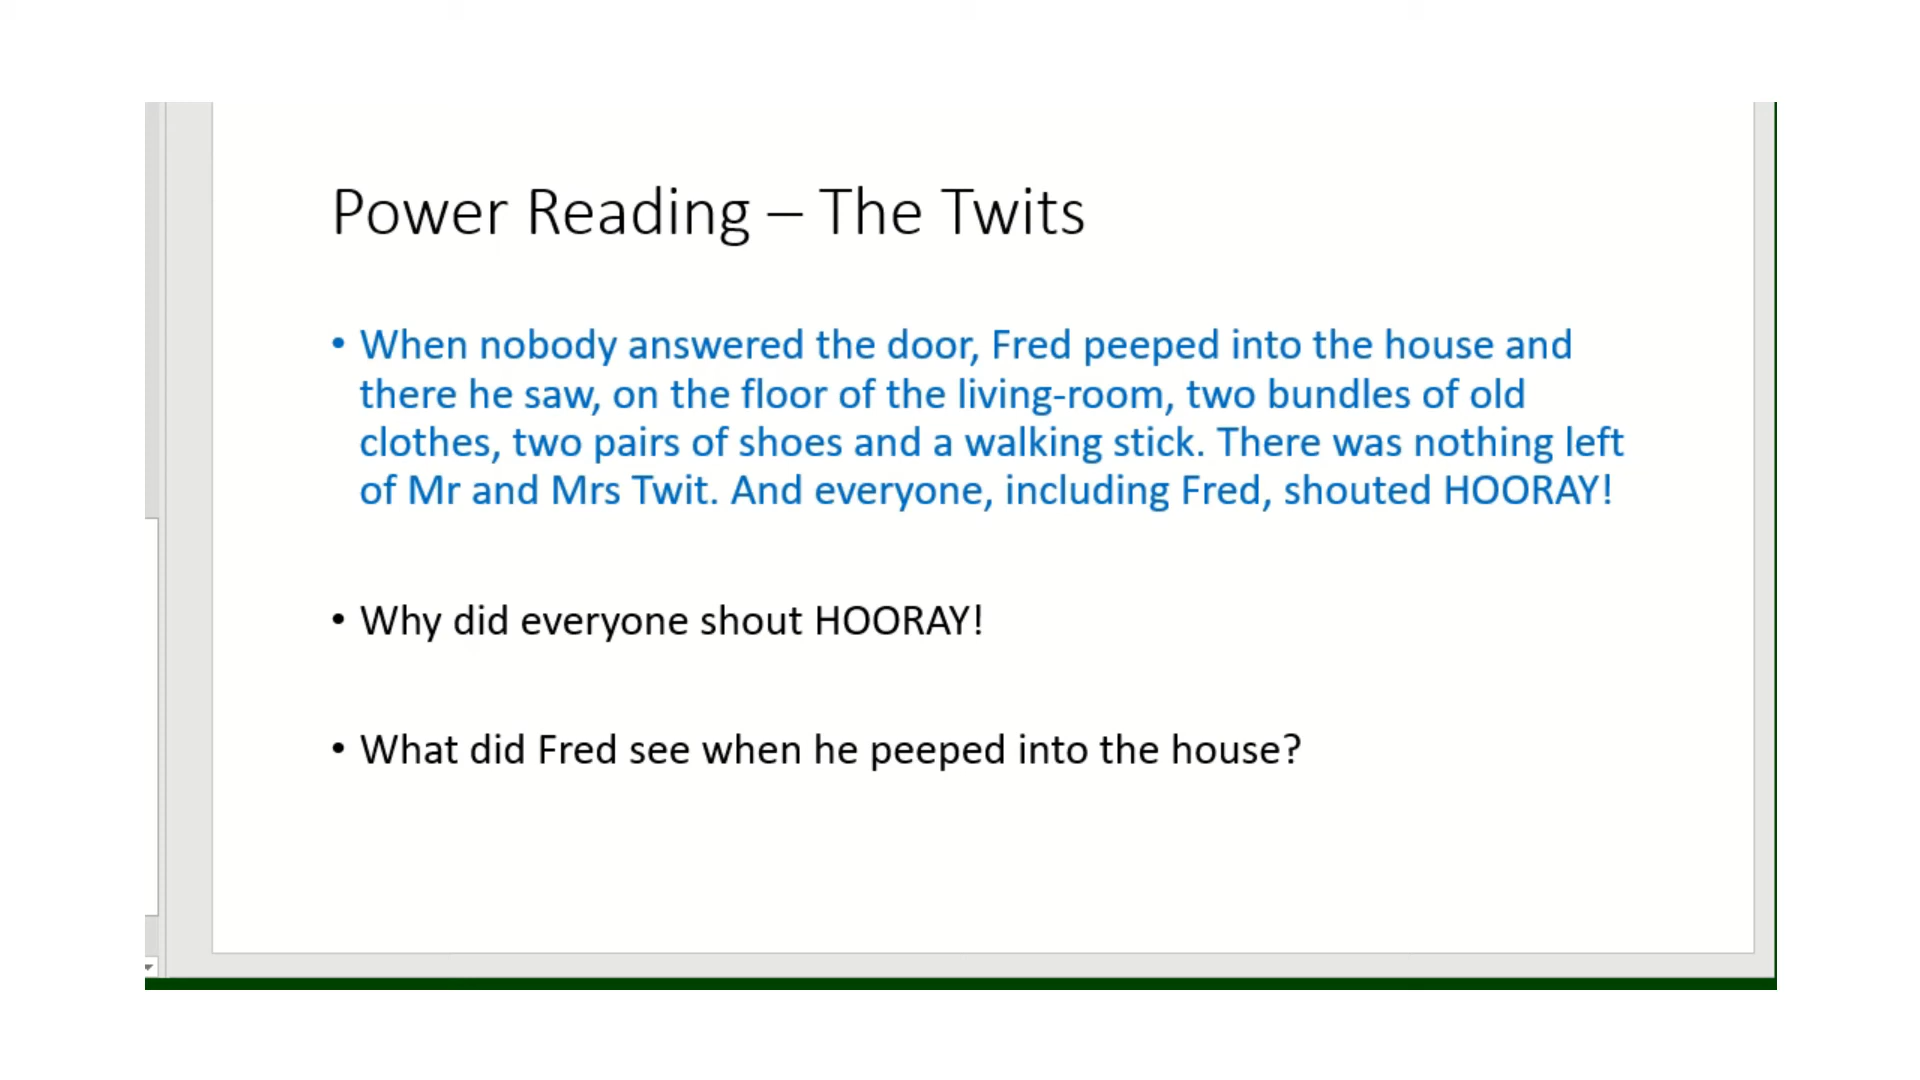 Power Reading – The Twits
• When nobody answered the door, Fred peeped into the house and
there he saw, on the floor of the living-room, two bundles of old
clothes, two pairs of shoes and a walking stick. There was nothing left
of Mr and Mrs Twit. And everyone, including Fred, shouted HOORAY!
• Why did everyone shout HOORAY!
• What did Fred see when he peeped into the house?